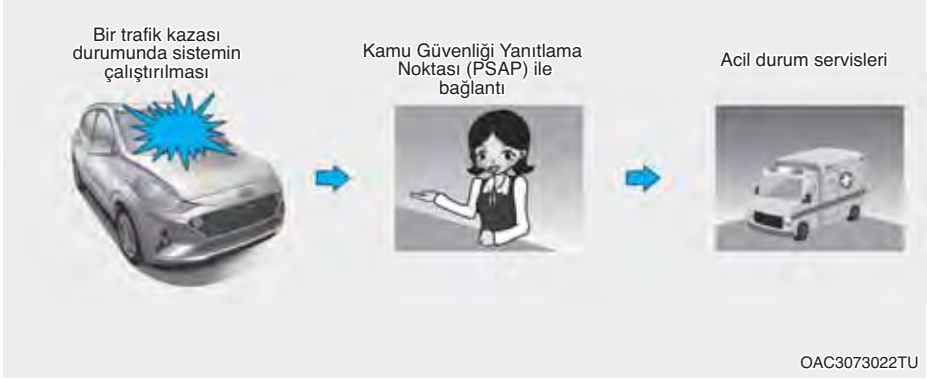 Bir trafik kazası
durumunda sistemin
çalıştırılması
Kamu Güvenliği Yanıtlama
Noktası (PSAP) ile
bağlantı
Acil durum servisleri
OAC3073022TU